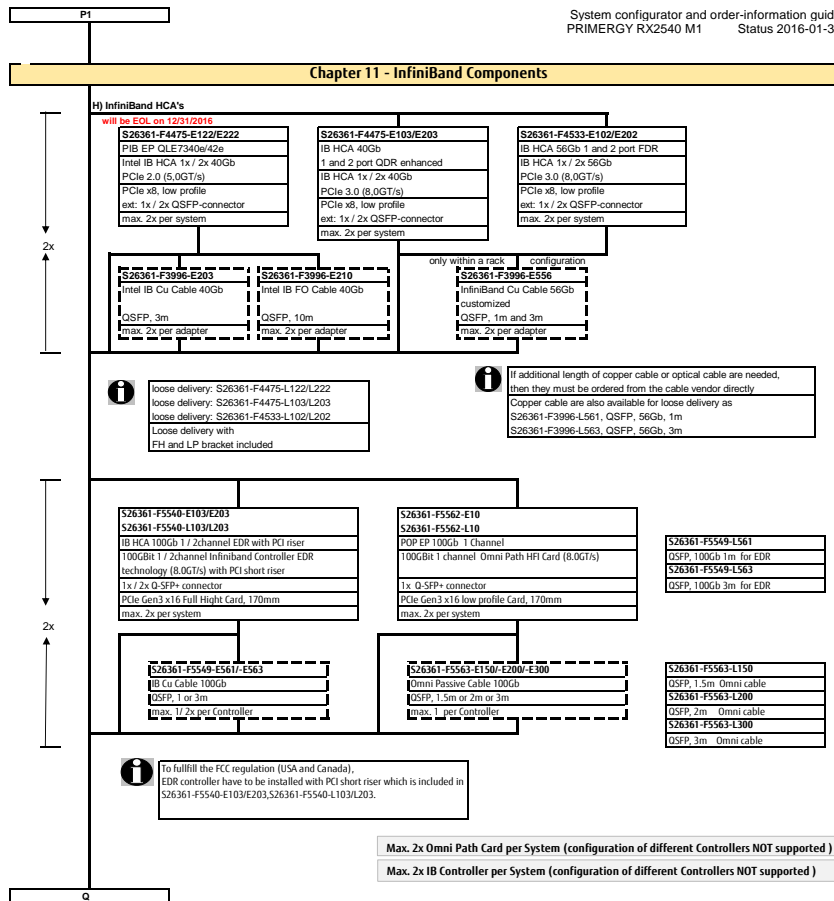 P1
System configurator and order-information guid
PRIMERGY RX2540 M1 Status 2016-01-3
Chapter 11 - InfiniBand Components
H) InfiniBand HCA's
will be EOL on 12/31/2016
S26361-F4475-E122/E222
PIB EP QLE7340e/42e
Intel IB HCA 1x / 2x 40Gb
PCIe 2.0 (5,0GT/s)
PCIe x8, low profile
ext: 1x / 2x QSFP-connector
max. 2x per system
S26361-F4475-E103/E203
IB HCA 40Gb
1 and 2 port QDR enhanced
IB HCA 1x / 2x 40Gb
PCIe 3.0 (8,0GT/s)
PCIe x8, low profile
ext: 1x / 2x QSFP-connector
max. 2x per system
S26361-F4533-E102/E202
IB HCA 56Gb 1 and 2 port FDR
IB HCA 1x / 2x 56Gb
PCIe 3.0 (8,0GT/s)
PCIe x8, low profile
ext: 1x / 2x QSFP-connector
max. 2x per system
2x
only within a rack configuration
S26361-F3996-E203
Intel IB Cu Cable 40Gb
QSFP, 3m
max. 2x per adapter
S26361-F3996-E210
Intel IB FO Cable 40Gb
QSFP, 10m
max. 2x per adapter
S26361-F3996-E556
InfiniBand Cu Cable 56Gb
customized
QSFP, 1m and 3m
max. 2x per adapter
loose delivery: S26361-F4475-L122/L222
loose delivery: S26361-F4475-L103/L203
loose delivery: S26361-F4533-L102/L202
Loose delivery with
FH and LP bracket included
If additional length of copper cable or optical cable are needed,
then they must be ordered from the cable vendor directly
Copper cable are also available for loose delivery as
S26361-F3996-L561, QSFP, 56Gb, 1m
S26361-F3996-L563, QSFP, 56Gb, 3m
S26361-F5540-E103/E203
S26361-F5540-L103/L203
IB HCA 100Gb 1 / 2channel EDR with PCI riser
100GBit 1 / 2channel Infiniband Controller EDR
technology (8.0GT/s) with PCI short riser
1x / 2x Q-SFP+ connector
PCIe Gen3 x16 Full Hight Card, 170mm
max. 2x per system
S26361-F5562-E10
S26361-F5562-L10
POP EP 100Gb 1 Channel
100GBit 1 channel Omni Path HFI Card (8.0GT/s)
1x Q-SFP+ connector
PCIe Gen3 x16 low profile Card, 170mm
max. 2x per system
S26361-F5549-L561
QSFP, 100Gb 1m for EDR
S26361-F5549-L563
QSFP, 100Gb 3m for EDR
2x
S26361-F5549-E561/-E563
IB Cu Cable 100Gb
QSFP, 1 or 3m
max. 1/ 2x per Controller
S26361-F5563-E150/-E200/-E300
Omni Passive Cable 100Gb
QSFP, 1.5m or 2m or 3m
max. 1 per Controller
S26361-F5563-L150
QSFP, 1.5m Omni cable
S26361-F5563-L200
QSFP, 2m Omni cable
S26361-F5563-L300
QSFP, 3m Omni cable
To fullfill the FCC regulation (USA and Canada),
EDR controller have to be installed with PCI short riser which is included in
S26361-F5540-E103/E203,S26361-F5540-L103/L203.
Max. 2x Omni Path Card per System (configuration of different Controllers NOT supported )
Max. 2x IB Controller per System (configuration of different Controllers NOT supported )
Q